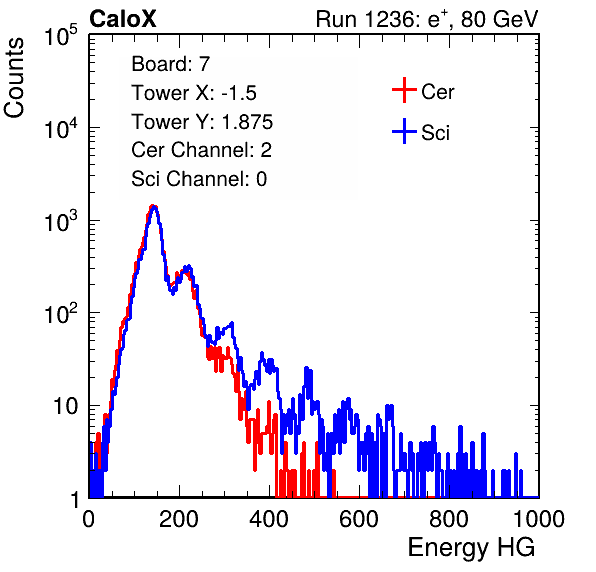 CaloX Run 1236: e⁺, 80 GeV
Board: 7
Tower X: -1.5
Tower Y: 1.875
Cer Channel: 2
Sci Channel: 0
Cer
Sci
Counts
10⁵
10⁴
10³
10²
10
1
0 200 400 600 800 1000
Energy HG